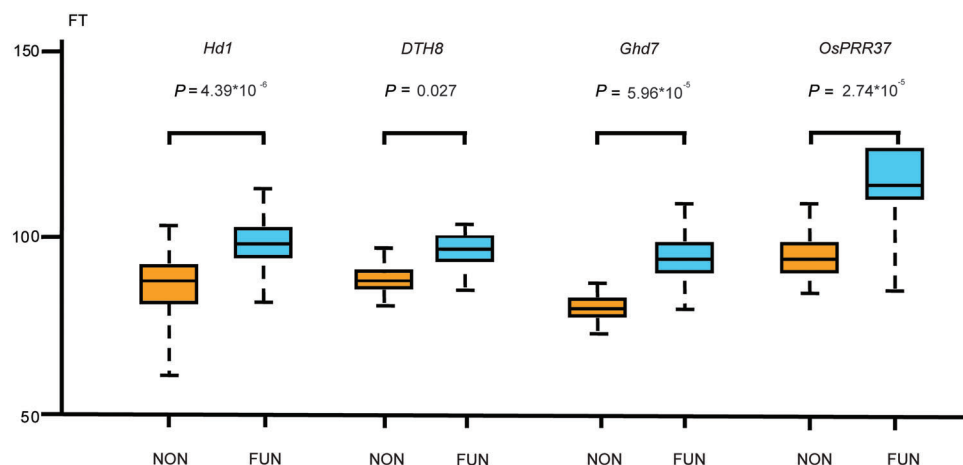 FT
150
Hd1 DTH8 Ghd7 OsPRR37
P = 4.39*10 -6 P = 0.027 P = 5.96*10 -5 P = 2.74*10 -5
100
50
NON FUN NON FUN NON FUN NON FUN